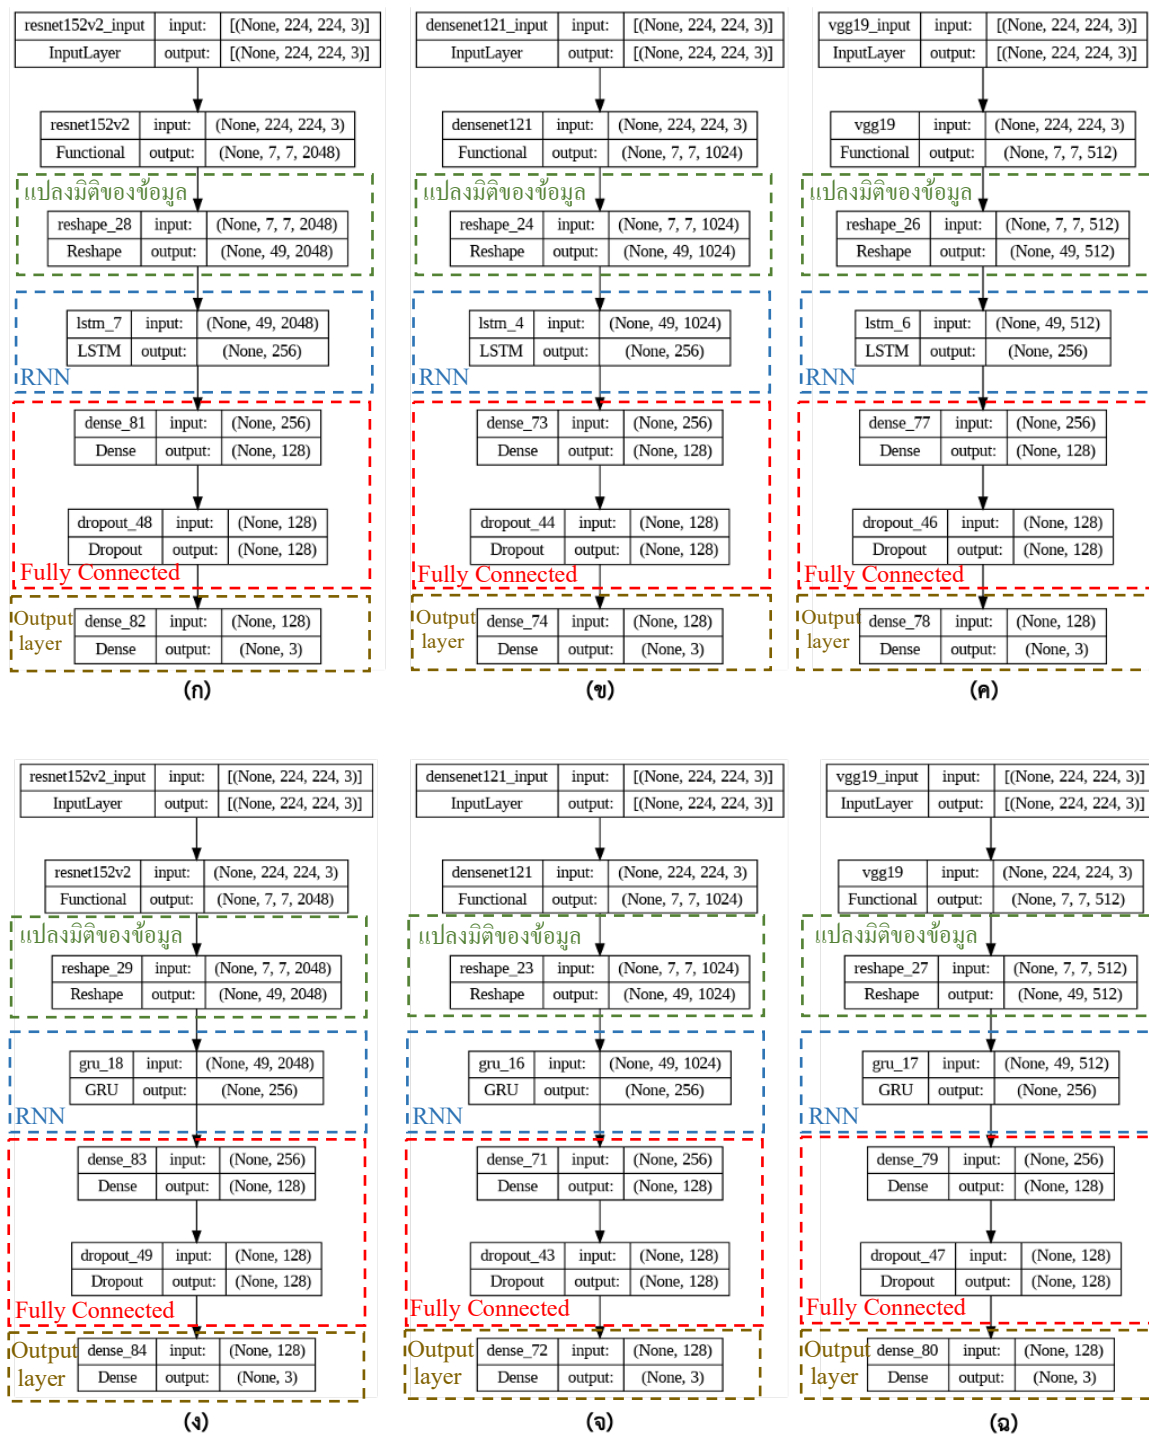 resnet152v2_input input: [(None, 224, 224, 3)]
InputLayer output: [(None, 224, 224, 3)]
resnet152v2 input: (None, 224, 224, 3)
Functional output: (None, 7, 7, 2048)
แปลงมิติของข้อมูล
reshape_28 input: (None, 7, 7, 2048)
Reshape output: (None, 49, 2048)
lstm_7 input: (None, 49, 2048)
LSTM output: (None, 256)
RNN
dense_81 input: (None, 256)
Dense output: (None, 128)
dropout_48 input: (None, 128)
Dropout output: (None, 128)
Fully Connected
Output layer
dense_82 input: (None, 128)
Dense output: (None, 3)
(ก)
densenet121_input input: [(None, 224, 224, 3)]
InputLayer output: [(None, 224, 224, 3)]
densenet121 input: (None, 224, 224, 3)
Functional output: (None, 7, 7, 1024)
แปลงมิติของข้อมูล
reshape_24 input: (None, 7, 7, 1024)
Reshape output: (None, 49, 1024)
lstm_4 input: (None, 49, 1024)
LSTM output: (None, 256)
RNN
dense_73 input: (None, 256)
Dense output: (None, 128)
dropout_44 input: (None, 128)
Dropout output: (None, 128)
Fully Connected
Output layer
dense_74 input: (None, 128)
Dense output: (None, 3)
(ข)
vgg19_input input: [(None, 224, 224, 3)]
InputLayer output: [(None, 224, 224, 3)]
vgg19 input: (None, 224, 224, 3)
Functional output: (None, 7, 7, 512)
แปลงมิติของข้อมูล
reshape_26 input: (None, 7, 7, 512)
Reshape output: (None, 49, 512)
lstm_6 input: (None, 49, 512)
LSTM output: (None, 256)
RNN
dense_77 input: (None, 256)
Dense output: (None, 128)
dropout_46 input: (None, 128)
Dropout output: (None, 128)
Fully Connected
Output layer
dense_78 input: (None, 128)
Dense output: (None, 3)
(ค)
resnet152v2_input input: [(None, 224, 224, 3)]
InputLayer output: [(None, 224, 224, 3)]
resnet152v2 input: (None, 224, 224, 3)
Functional output: (None, 7, 7, 2048)
แปลงมิติของข้อมูล
reshape_29 input: (None, 7, 7, 2048)
Reshape output: (None, 49, 2048)
gru_18 input: (None, 49, 2048)
GRU output: (None, 256)
RNN
dense_83 input: (None, 256)
Dense output: (None, 128)
dropout_49 input: (None, 128)
Dropout output: (None, 128)
Fully Connected
Output layer
dense_84 input: (None, 128)
Dense output: (None, 3)
(ง)
densenet121_input input: [(None, 224, 224, 3)]
InputLayer output: [(None, 224, 224, 3)]
densenet121 input: (None, 224, 224, 3)
Functional output: (None, 7, 7, 1024)
แปลงมิติของข้อมูล
reshape_23 input: (None, 7, 7, 1024)
Reshape output: (None, 49, 1024)
gru_16 input: (None, 49, 1024)
GRU output: (None, 256)
RNN
dense_71 input: (None, 256)
Dense output: (None, 128)
dropout_43 input: (None, 128)
Dropout output: (None, 128)
Fully Connected
Output layer
dense_72 input: (None, 128)
Dense output: (None, 3)
(จ)
vgg19_input input: [(None, 224, 224, 3)]
InputLayer output: [(None, 224, 224, 3)]
vgg19 input: (None, 224, 224, 3)
Functional output: (None, 7, 7, 512)
แปลงมิติของข้อมูล
reshape_27 input: (None, 7, 7, 512)
Reshape output: (None, 49, 512)
gru_17 input: (None, 49, 512)
GRU output: (None, 256)
RNN
dense_79 input: (None, 256)
Dense output: (None, 128)
dropout_47 input: (None, 128)
Dropout output: (None, 128)
Fully Connected
Output layer
dense_80 input: (None, 128)
Dense output: (None, 3)
(ฉ)